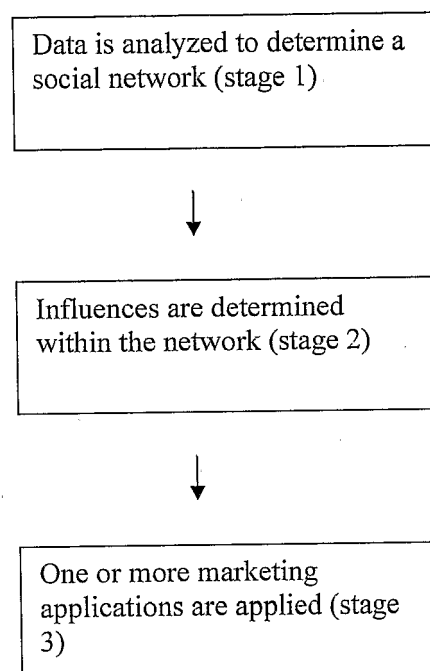 Data is analyzed to determine a
social network (stage 1)
Influences are determined
within the network (stage 2)
One or more marketing
applications are applied (stage
3)